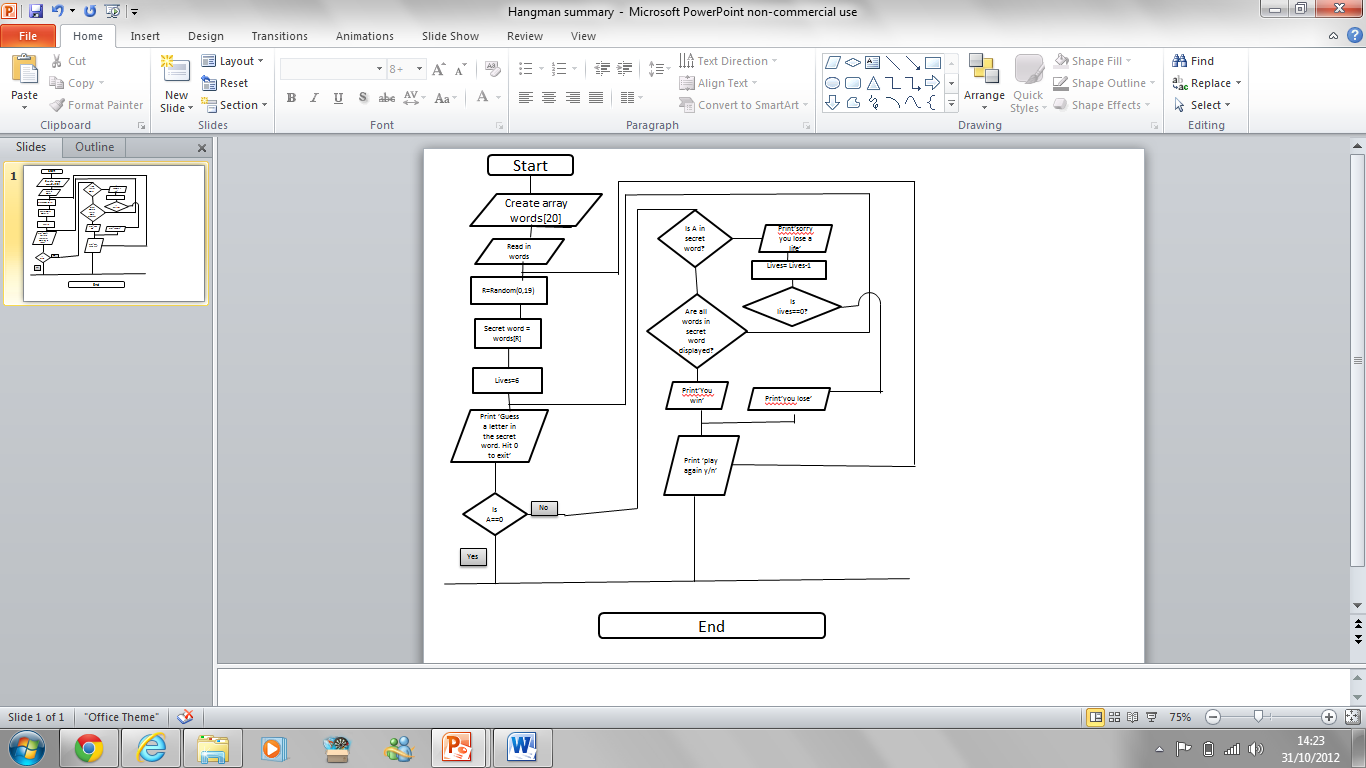 Hangman summary - Microsoft PowerPoint non-commercial use
File
Home
Insert
Design
Transitions
Animations
Slide Show
Review
View
Paste
Cut
Copy
Format Painter
Clipboard
New
Slide
Layout
Reset
Section
Slides
8+
Font
Paragraph
Text Direction
Align Text
Convert to SmartArt
Arrange
Quick
Styles
Shape Fill
Shape Outline
Shape Effects
Drawing
Find
Replace
Select
Editing
Slides
Outline
1
Start
Create array
words[20]
Read in
words
R=Random(0,19)
Secret word =
words[R]
Lives=6
Print 'Guess
a letter in
the secret
word. Hit 0
to exit'
Is
A==0
No
Yes
Is A in
secret
word?
Print'sorry
you lose a
life'
Lives= Lives-1
Is
lives==0?
Are all
words in
secret
word
displayed?
Print'You
win'
Print'you lose'
Print 'play
again y/n'
End
Slide 1 of 1
"Office Theme"
75%
14:23
31/10/2012